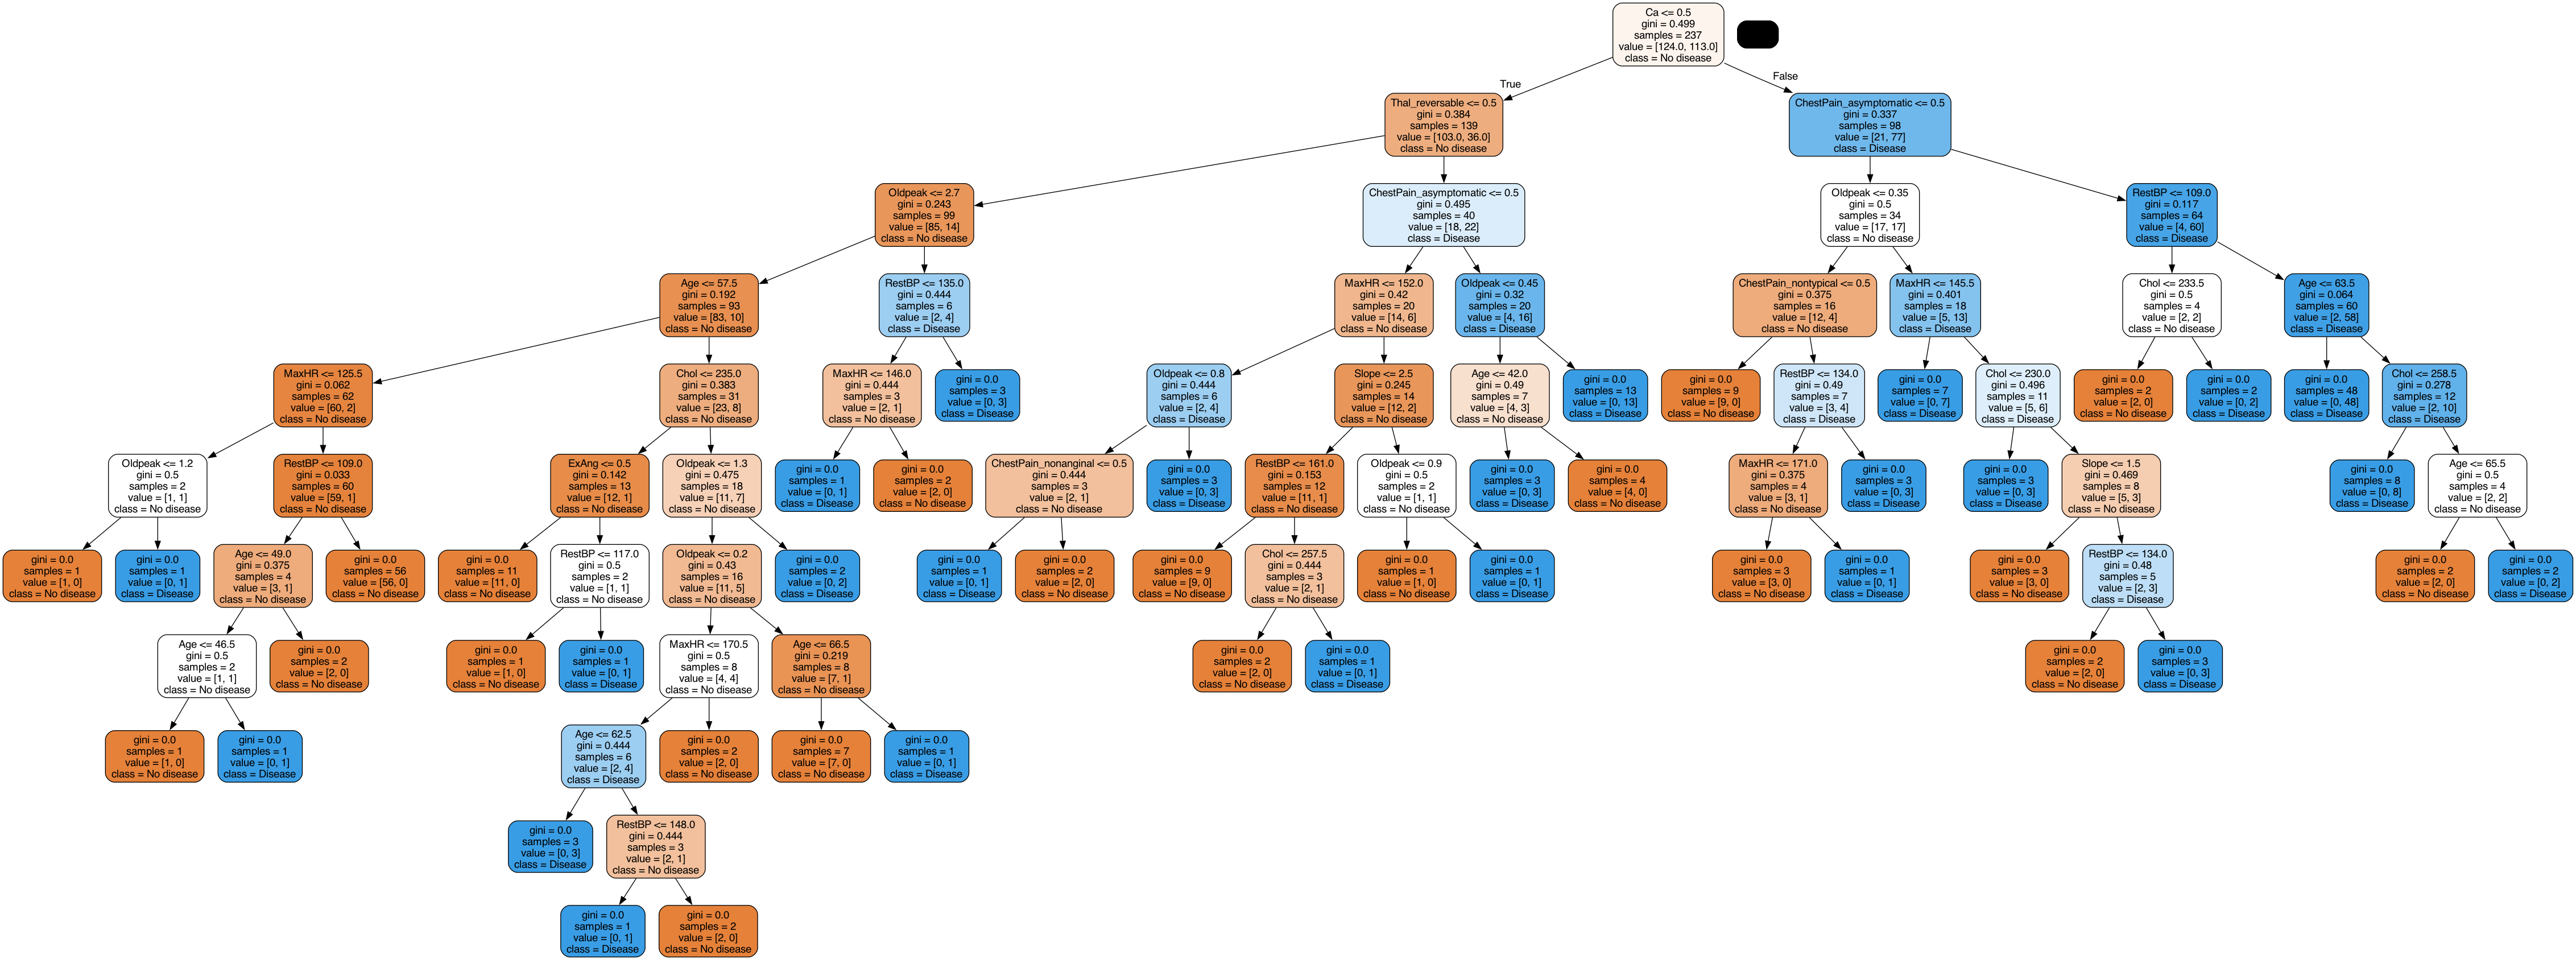 Ca <= 0.5
gini = 0.499
samples = 237
value = [124.0, 113.0]
class = No disease
True
False
Thal_reversable <= 0.5
gini = 0.384
samples = 139
value = [103.0, 36.0]
class = No disease
ChestPain_asymptomatic <= 0.5
gini = 0.337
samples = 98
value = [21, 77]
class = Disease
Oldpeak <= 2.7
gini = 0.243
samples = 99
value = [85, 14]
class = No disease
ChestPain_asymptomatic <= 0.5
gini = 0.495
samples = 40
value = [18, 22]
class = Disease
Oldpeak <= 0.35
gini = 0.5
samples = 34
value = [17, 17]
class = No disease
RestBP <= 109.0
gini = 0.117
samples = 64
value = [4, 60]
class = Disease
Age <= 57.5
gini = 0.192
samples = 93
value = [83, 10]
class = No disease
RestBP <= 135.0
gini = 0.444
samples = 6
value = [2, 4]
class = Disease
MaxHR <= 152.0
gini = 0.42
samples = 20
value = [14, 6]
class = No disease
Oldpeak <= 0.45
gini = 0.32
samples = 20
value = [4, 16]
class = Disease
ChestPain_nontypical <= 0.5
gini = 0.375
samples = 16
value = [12, 4]
class = No disease
MaxHR <= 145.5
gini = 0.401
samples = 18
value = [5, 13]
class = Disease
Chol <= 233.5
gini = 0.5
samples = 4
value = [2, 2]
class = No disease
Age <= 63.5
gini = 0.064
samples = 60
value = [2, 58]
class = Disease
MaxHR <= 125.5
gini = 0.062
samples = 62
value = [60, 2]
class = No disease
Chol <= 235.0
gini = 0.383
samples = 31
value = [23, 8]
class = No disease
MaxHR <= 146.0
gini = 0.444
samples = 3
value = [2, 1]
class = No disease
gini = 0.0
samples = 3
value = [0, 3]
class = Disease
Oldpeak <= 0.8
gini = 0.444
samples = 6
value = [2, 4]
class = Disease
Slope <= 2.5
gini = 0.245
samples = 14
value = [12, 2]
class = No disease
Age <= 42.0
gini = 0.49
samples = 7
value = [4, 3]
class = No disease
gini = 0.0
samples = 13
value = [0, 13]
class = Disease
gini = 0.0
samples = 9
value = [9, 0]
class = No disease
RestBP <= 134.0
gini = 0.49
samples = 7
value = [3, 4]
class = Disease
gini = 0.0
samples = 7
value = [0, 7]
class = Disease
Chol <= 230.0
gini = 0.496
samples = 11
value = [5, 6]
class = Disease
gini = 0.0
samples = 2
value = [2, 0]
class = No disease
gini = 0.0
samples = 2
value = [0, 2]
class = Disease
gini = 0.0
samples = 48
value = [0, 48]
class = Disease
Chol <= 258.5
gini = 0.278
samples = 12
value = [2, 10]
class = Disease
Oldpeak <= 1.2
gini = 0.5
samples = 2
value = [1, 1]
class = No disease
RestBP <= 109.0
gini = 0.033
samples = 60
value = [59, 1]
class = No disease
ExAng <= 0.5
gini = 0.142
samples = 13
value = [12, 1]
class = No disease
Oldpeak <= 1.3
gini = 0.475
samples = 18
value = [11, 7]
class = No disease
gini = 0.0
samples = 1
value = [0, 1]
class = Disease
gini = 0.0
samples = 2
value = [2, 0]
class = No disease
ChestPain_nonanginal <= 0.5
gini = 0.444
samples = 3
value = [2, 1]
class = No disease
gini = 0.0
samples = 3
value = [0, 3]
class = Disease
RestBP <= 161.0
gini = 0.153
samples = 12
value = [11, 1]
class = No disease
Oldpeak <= 0.9
gini = 0.5
samples = 2
value = [1, 1]
class = No disease
gini = 0.0
samples = 3
value = [0, 3]
class = Disease
gini = 0.0
samples = 4
value = [4, 0]
class = No disease
MaxHR <= 171.0
gini = 0.375
samples = 4
value = [3, 1]
class = No disease
gini = 0.0
samples = 3
value = [0, 3]
class = Disease
gini = 0.0
samples = 3
value = [0, 3]
class = Disease
Slope <= 1.5
gini = 0.469
samples = 8
value = [5, 3]
class = No disease
gini = 0.0
samples = 8
value = [0, 8]
class = Disease
Age <= 65.5
gini = 0.5
samples = 4
value = [2, 2]
class = No disease
gini = 0.0
samples = 1
value = [1, 0]
class = No disease
gini = 0.0
samples = 1
value = [0, 1]
class = Disease
Age <= 49.0
gini = 0.375
samples = 4
value = [3, 1]
class = No disease
gini = 0.0
samples = 56
value = [56, 0]
class = No disease
gini = 0.0
samples = 11
value = [11, 0]
class = No disease
RestBP <= 117.0
gini = 0.5
samples = 2
value = [1, 1]
class = No disease
Oldpeak <= 0.2
gini = 0.43
samples = 16
value = [11, 5]
class = No disease
gini = 0.0
samples = 2
value = [0, 2]
class = Disease
gini = 0.0
samples = 1
value = [0, 1]
class = Disease
gini = 0.0
samples = 2
value = [2, 0]
class = No disease
gini = 0.0
samples = 9
value = [9, 0]
class = No disease
Chol <= 257.5
gini = 0.444
samples = 3
value = [2, 1]
class = No disease
gini = 0.0
samples = 1
value = [1, 0]
class = No disease
gini = 0.0
samples = 1
value = [0, 1]
class = Disease
gini = 0.0
samples = 3
value = [3, 0]
class = No disease
gini = 0.0
samples = 1
value = [0, 1]
class = Disease
gini = 0.0
samples = 3
value = [3, 0]
class = No disease
RestBP <= 134.0
gini = 0.48
samples = 5
value = [2, 3]
class = Disease
gini = 0.0
samples = 2
value = [2, 0]
class = No disease
gini = 0.0
samples = 2
value = [0, 2]
class = Disease
Age <= 46.5
gini = 0.5
samples = 2
value = [1, 1]
class = No disease
gini = 0.0
samples = 2
value = [2, 0]
class = No disease
gini = 0.0
samples = 1
value = [1, 0]
class = No disease
gini = 0.0
samples = 1
value = [0, 1]
class = Disease
MaxHR <= 170.5
gini = 0.5
samples = 8
value = [4, 4]
class = No disease
Age <= 66.5
gini = 0.219
samples = 8
value = [7, 1]
class = No disease
gini = 0.0
samples = 2
value = [2, 0]
class = No disease
gini = 0.0
samples = 1
value = [0, 1]
class = Disease
gini = 0.0
samples = 2
value = [2, 0]
class = No disease
gini = 0.0
samples = 3
value = [0, 3]
class = Disease
gini = 0.0
samples = 1
value = [1, 0]
class = No disease
gini = 0.0
samples = 1
value = [0, 1]
class = Disease
Age <= 62.5
gini = 0.444
samples = 6
value = [2, 4]
class = Disease
gini = 0.0
samples = 2
value = [2, 0]
class = No disease
gini = 0.0
samples = 7
value = [7, 0]
class = No disease
gini = 0.0
samples = 1
value = [0, 1]
class = Disease
gini = 0.0
samples = 3
value = [0, 3]
class = Disease
RestBP <= 148.0
gini = 0.444
samples = 3
value = [2, 1]
class = No disease
gini = 0.0
samples = 1
value = [0, 1]
class = Disease
gini = 0.0
samples = 2
value = [2, 0]
class = No disease